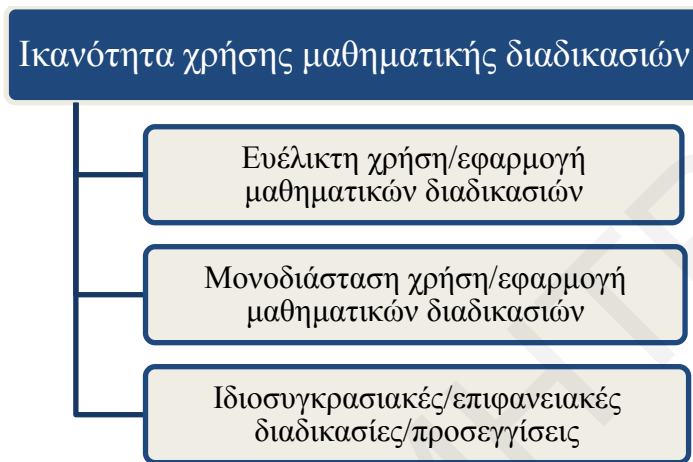 Ικανότητα χρήσης μαθηματικής διαδικασιών
Ευέλικτη χρήση/εφαρμογή
μαθηματικών διαδικασιών
Μονοδιάσταση χρήση/εφαρμογή
μαθηματικών διαδικασιών
Ιδιοσυγκρασιακές/επιφανειακές
διαδικασίες/προσεγγίσεις